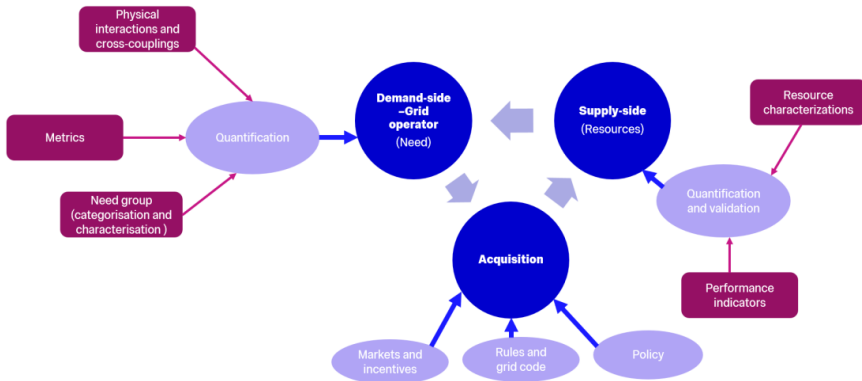 Physical
interactions and
cross-couplings
Metrics
Need group
(categorisation and
characterisation )
Quantification
Demand-side
–Grid
operator
(Need)
Supply-side
(Resources)
Resource
characterizations
Quantification
and validation
Performance
indicators
Acquisition
Markets and
incentives
Rules and
grid code
Policy